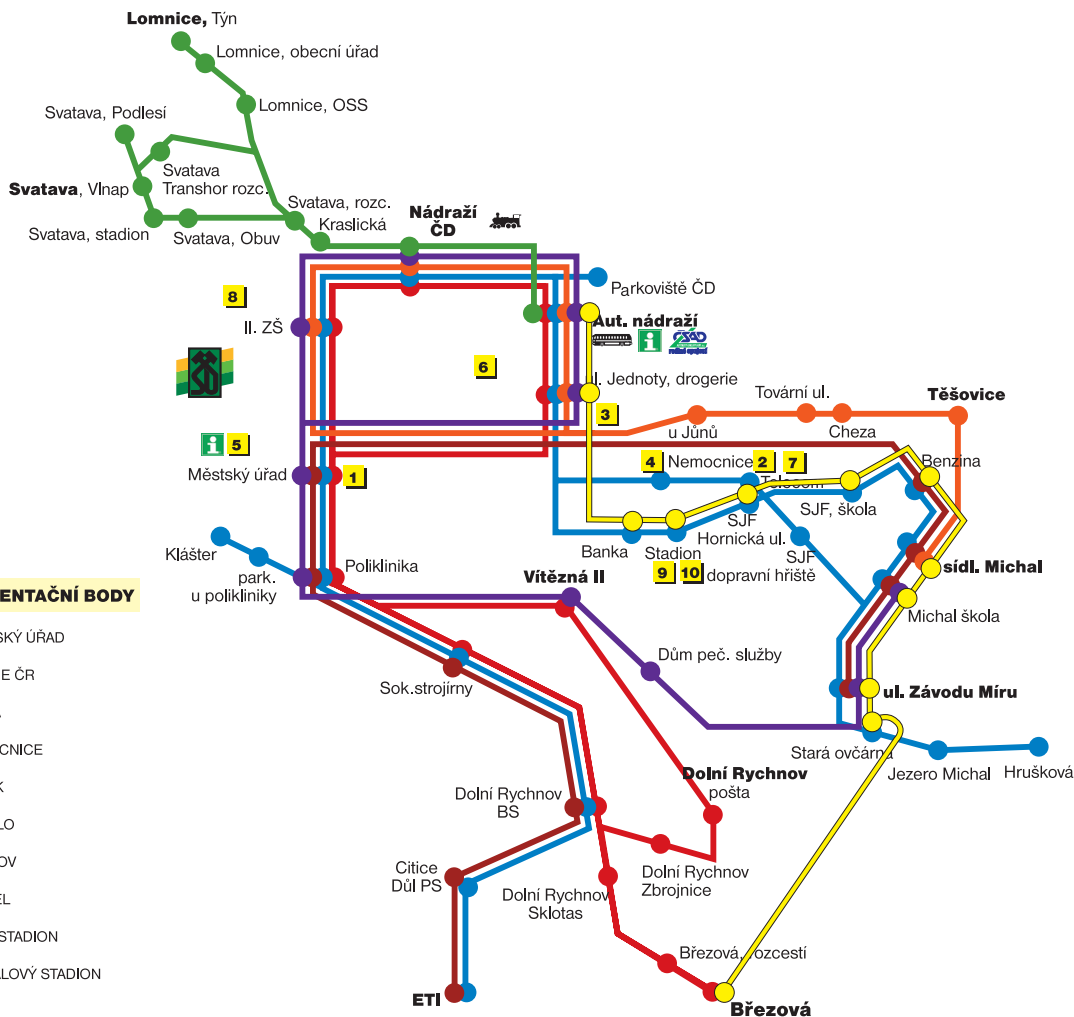 Lomnice, Týn
Lomnice, obecní úřad
Lomnice, OSS
Svatava, Podlesí
Svatava
Transhor rozc.
Svatava, Vlnap
Svatava, rozc.
Kraslická
Svatava, stadion
Svatava, Obuv
Nádraží
ČD
Parkoviště ČD
8
II. ZŠ
Aut. nádraží
ČSAD
6
ul. Jednoty, drogerie
3
Tovární ul.
Těšovice
u Jůnů
Cheza
5
Městský úřad
1
4 Nemocnice 2 7
Telecom
Benzina
SJF
Hornická ul.
SJF, škola
Banka
Stadion
9 10
SJF
dopravní hřiště
Klášter
park.
u polikliniky
Poliklinika
Vítězná II
sídl. Michal
Michal škola
ENTAČNÍ BODY
SKÝ ÚŘAD
E ČR
CNICE
K
LO
OV
EL
STADION
LOVÝ STADION
Sok.strojírny
Dům peč. služby
ul. Závodu Míru
Stará ovčárna
Jezero Michal
Hrušková
Dolní Rychnov
pošta
Dolní Rychnov
BS
Citice
Důl PS
Dolní Rychnov
Sklotas
Dolní Rychnov
Zbrojnice
Březová, rozcestí
ETI
Březová